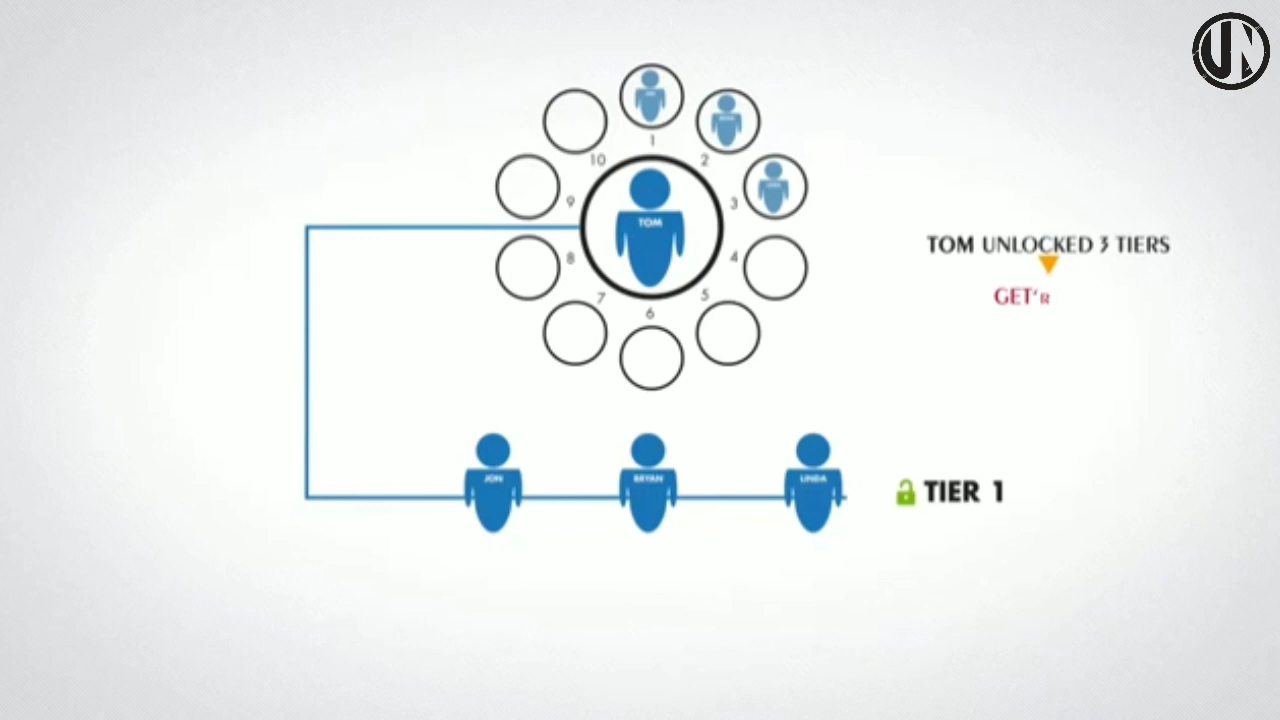 UN
1
10
2
9
3
TOM
8
4
7
5
6
TOM UNLOCKED 3 TIERS
GET'R
JON
BRYAN
LINDA
TIER 1